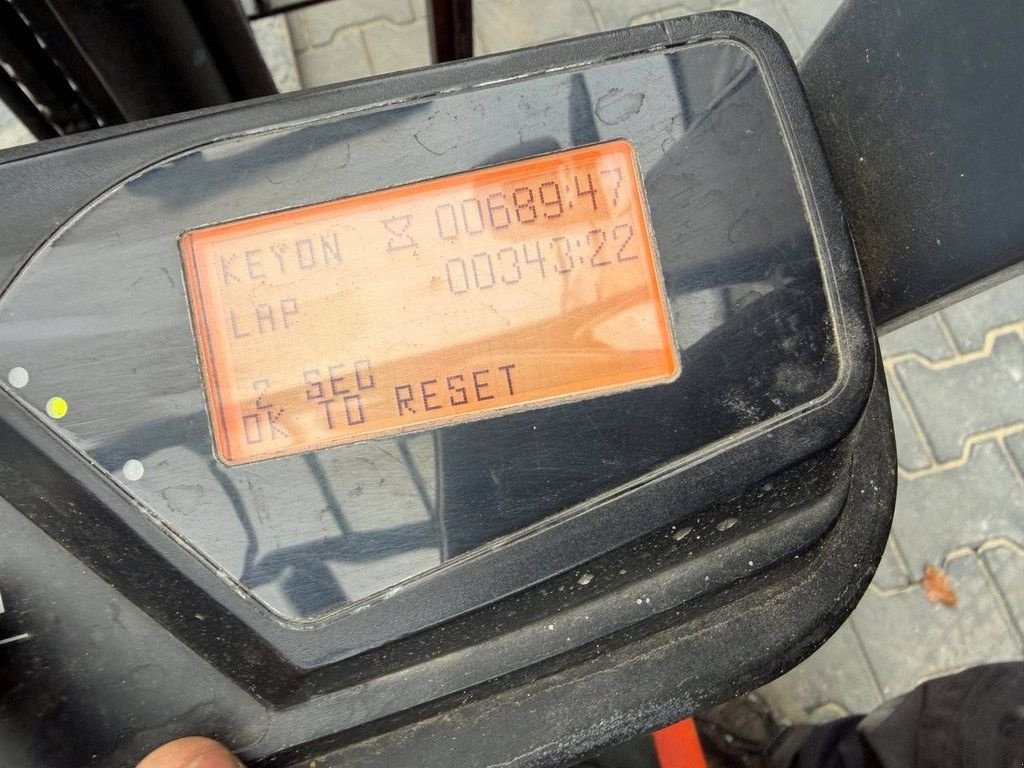 KEYON 00689:47
LAP 00343:22
2 SEC
OK TO RESET